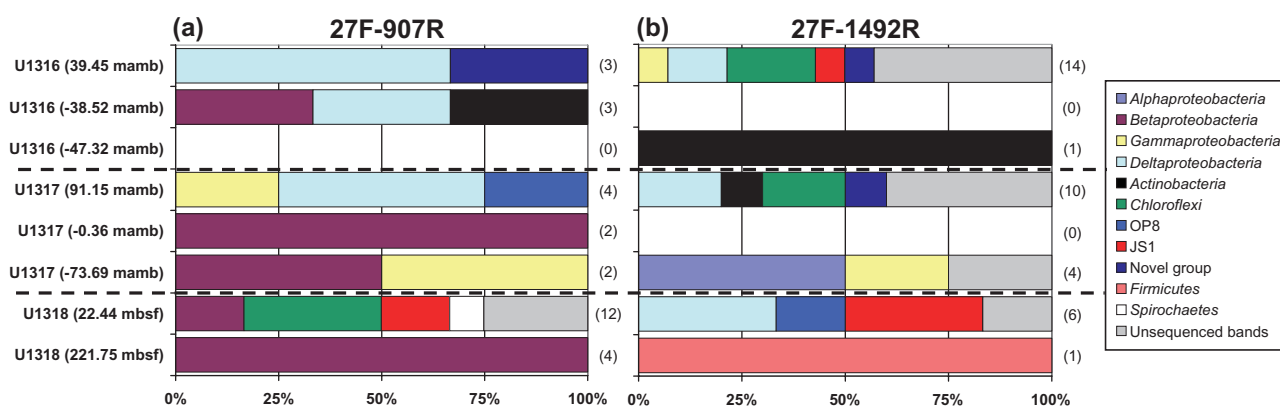 (a) 27F-907R
(b) 27F-1492R
U1316 (39.45 mamb) (3) (14)
U1316 (-38.52 mamb) (3) (0)
U1316 (-47.32 mamb) (0) (1)
U1317 (91.15 mamb) (4) (10)
U1317 (-0.36 mamb) (2) (0)
U1317 (-73.69 mamb) (2) (4)
U1318 (22.44 mbsf) (12) (6)
U1318 (221.75 mbsf) (4) (1)
0% 25% 50% 75% 100%
0% 25% 50% 75% 100%
Alphaproteobacteria
Betaproteobacteria
Gammaproteobacteria
Deltaproteobacteria
Actinobacteria
Chloroflexi
OP8
JS1
Novel group
Firmicutes
Spirochaetes
Unsequenced bands